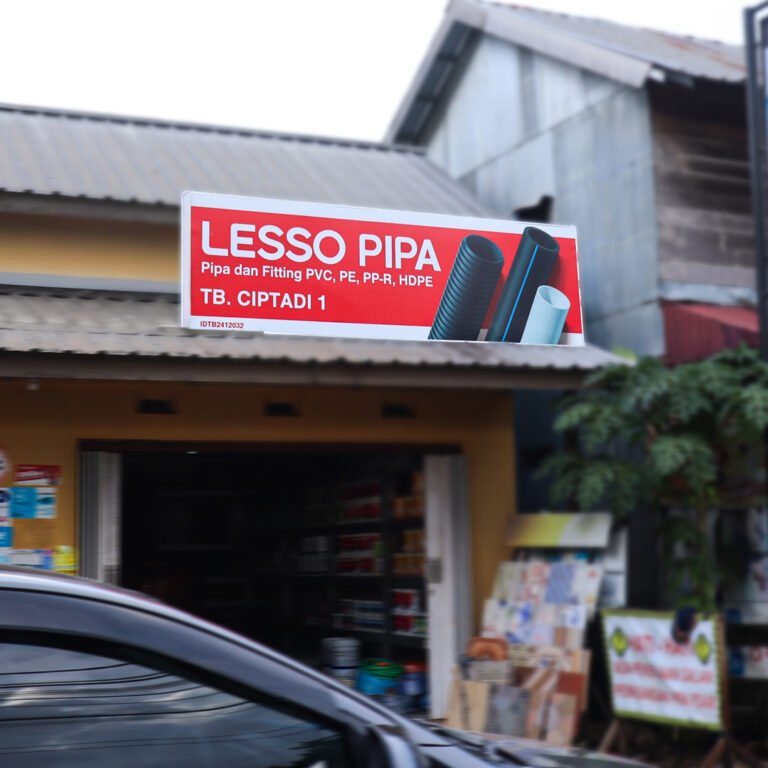 LESSO PIPA
Pipa dan Fitting PVC, PE, PP-R, HDPE
TB. CIPTADI 1
IDTB2412032